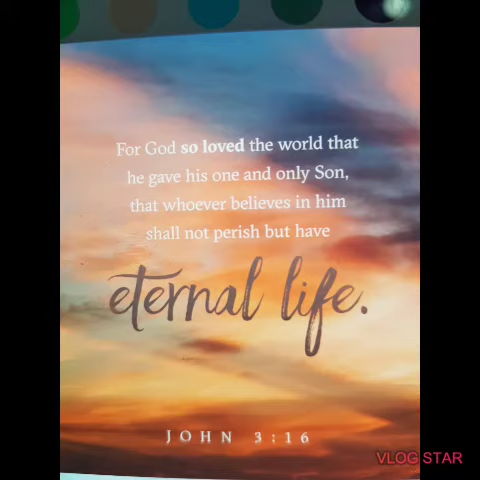 For God so loved the world that
he gave his one and only Son,
that whoever believes in him
shall not perish but have
eternal life.
JOHN 3:16
VLOG STAR